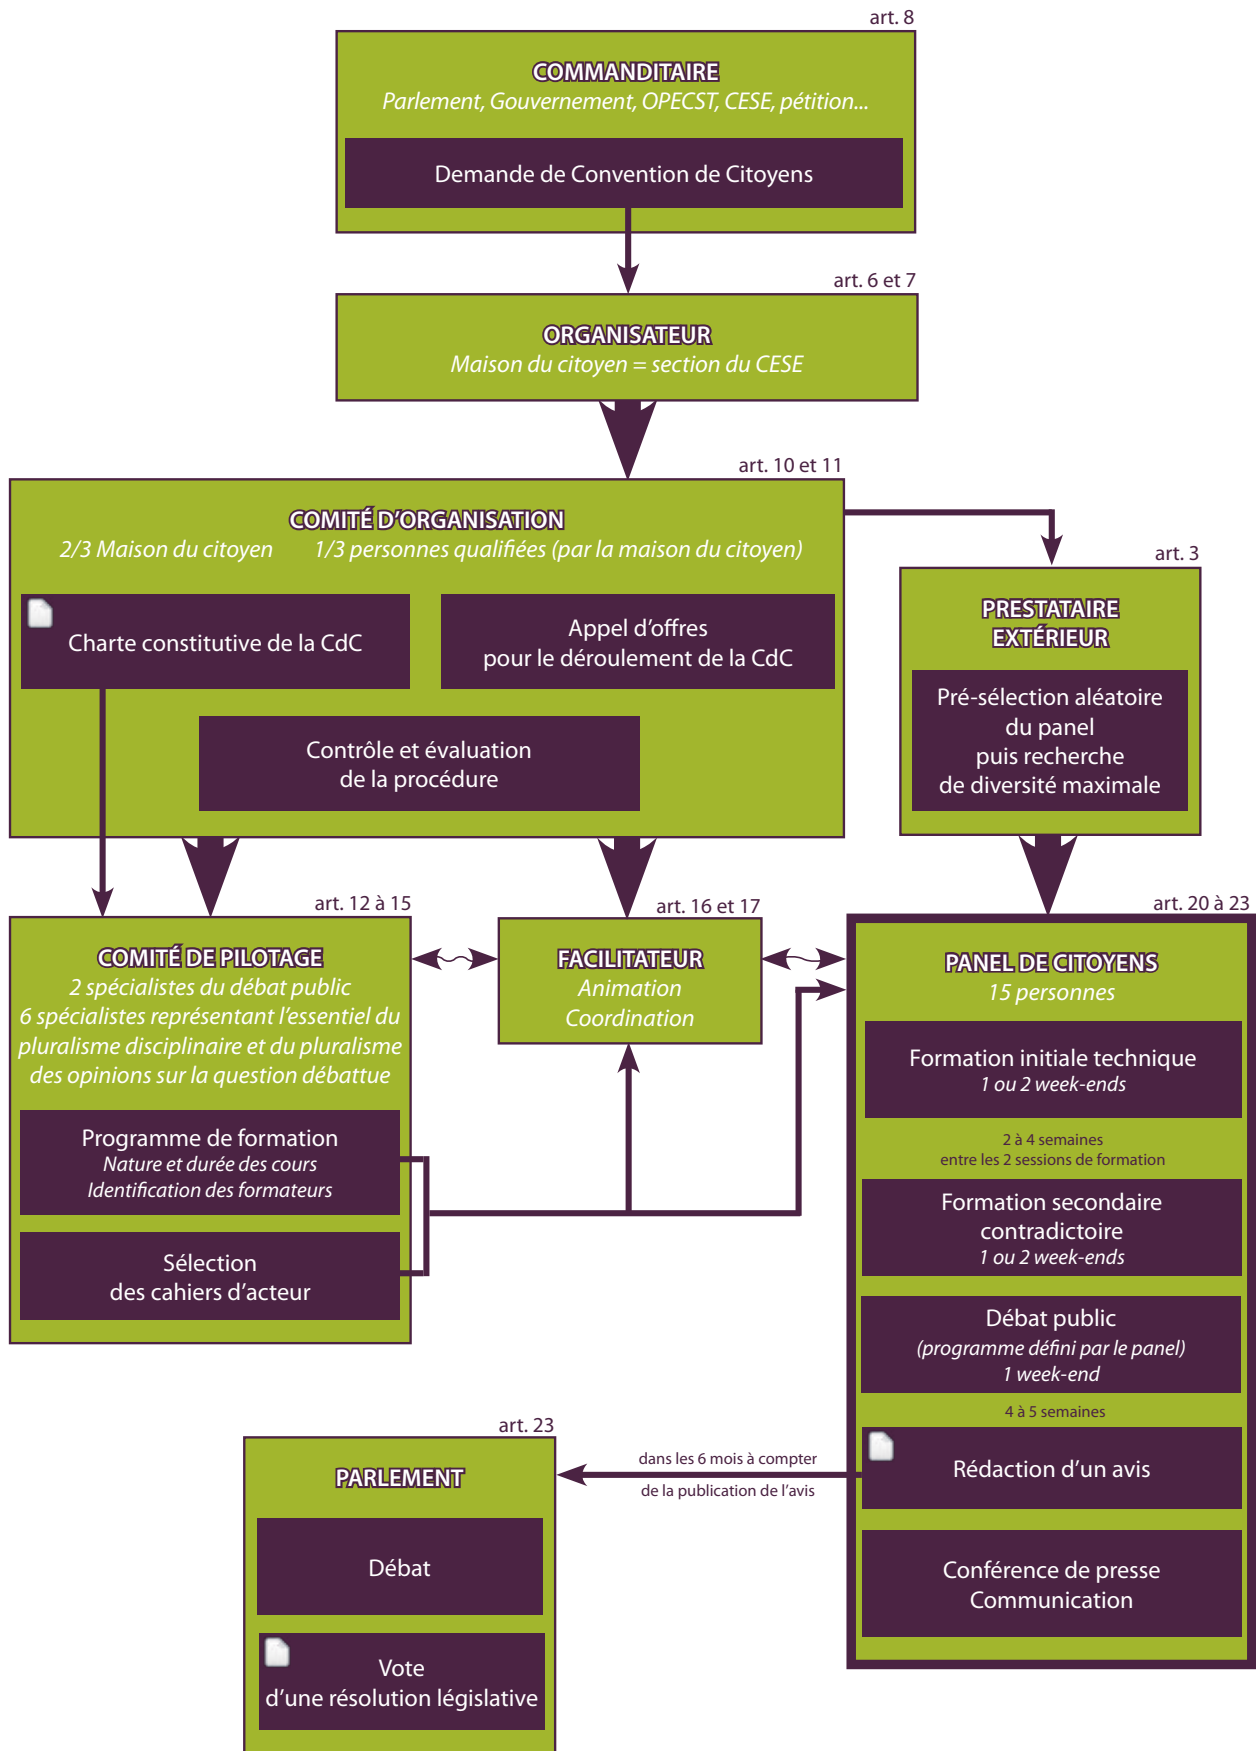 art. 8
COMMANDITAIRE
Parlement, Gouvernement, OPECST, CESE, pétition...
Demande de Convention de Citoyens
art. 6 et 7
ORGANISATEUR
Maison du citoyen = section du CESE
art. 10 et 11
COMITÉ D'ORGANISATION
2/3 Maison du citoyen 1/3 personnes qualifiées (par la maison du citoyen)
Charte constitutive de la CdC
Appel d'offres
pour le déroulement de la CdC
Contrôle et évaluation
de la procédure
art. 3
PRESTATAIRE
EXTÉRIEUR
Pré-sélection aléatoire
du panel
puis recherche
de diversité maximale
art. 12 à 15
COMITÉ DE PILOTAGE
2 spécialistes du débat public
6 spécialistes représentant l'essentiel du
pluralisme disciplinaire et du pluralisme
des opinions sur la question débattue
Programme de formation
Nature et durée des cours
Identification des formateurs
Sélection
des cahiers d'acteur
art. 16 et 17
FACILITATEUR
Animation
Coordination
art. 20 à 23
PANEL DE CITOYENS
15 personnes
Formation initiale technique
1 ou 2 week-ends
2 à 4 semaines
entre les 2 sessions de formation
Formation secondaire
contradictoire
1 ou 2 week-ends
Débat public
(programme défini par le panel)
1 week-end
4 à 5 semaines
Rédaction d'un avis
Conférence de presse
Communication
dans les 6 mois à compter
de la publication de l'avis
art. 23
PARLEMENT
Débat
Vote
d'une résolution législative